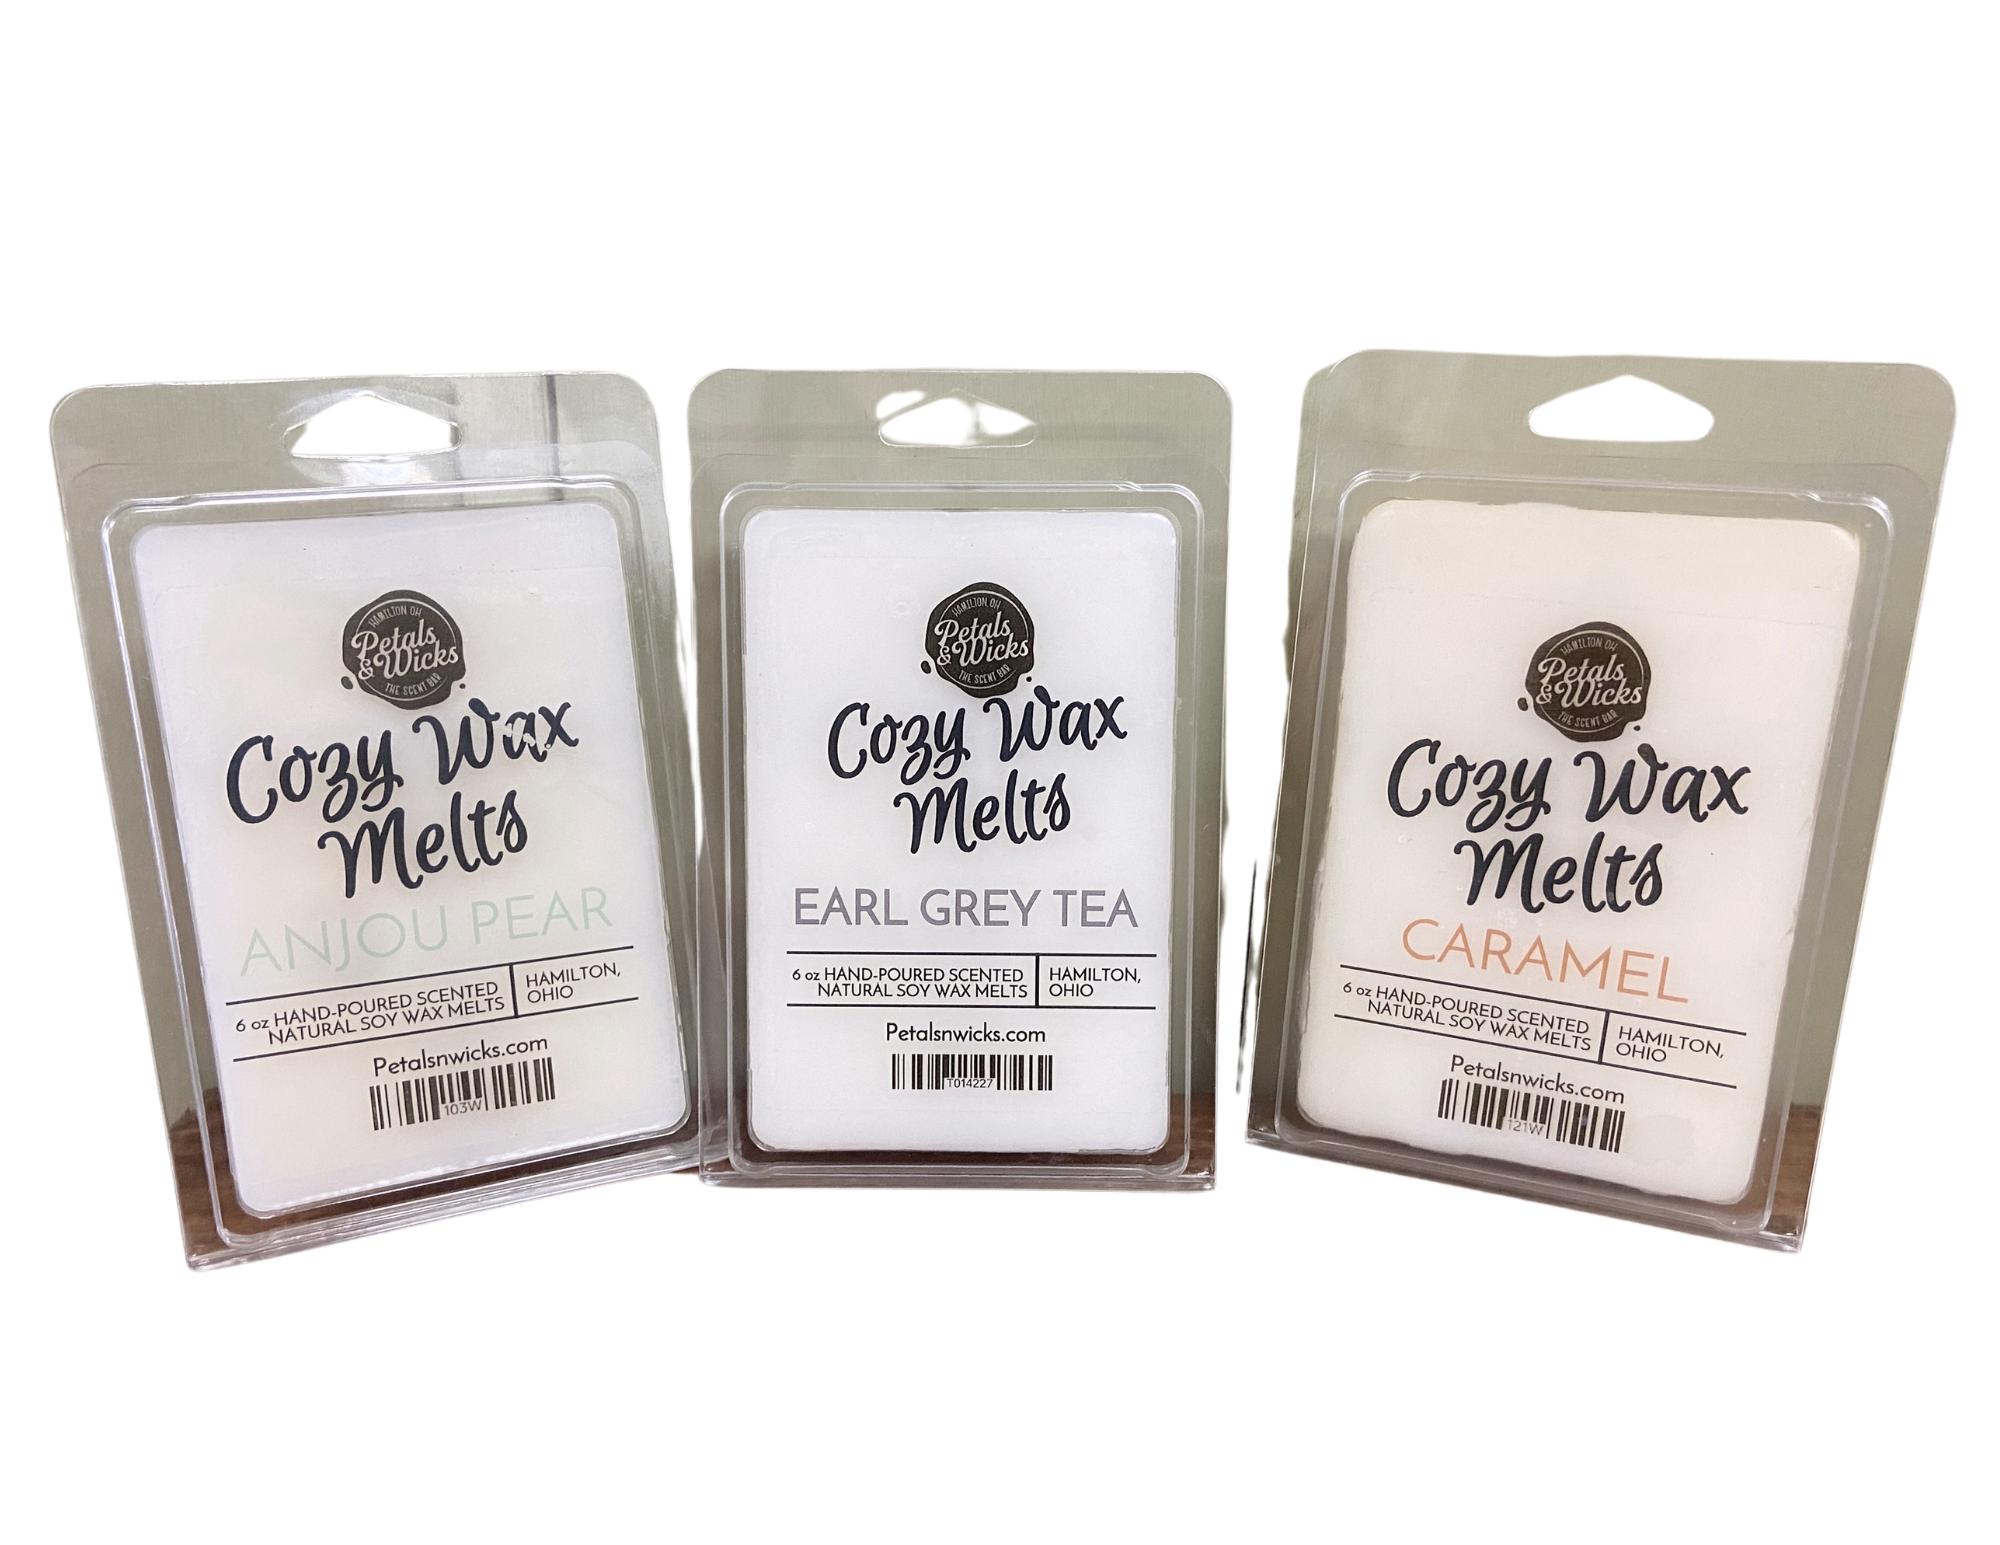 HAMILTON OH
Petals
& Wicks
THE SCENT BAR
Cozy Wax
Melts
ANJOU PEAR
6 oz HAND-POURED SCENTED
NATURAL SOY WAX MELTS
HAMILTON,
OHIO
Petalsnwicks.com
103W
HAMILTON OH
Petals
& Wicks
THE SCENT BAR
Cozy Wax
Melts
EARL GREY TEA
6 oz HAND-POURED SCENTED
NATURAL SOY WAX MELTS
HAMILTON,
OHIO
Petalsnwicks.com
T014227
HAMILTON OH
Petals
& Wicks
THE SCENT BAR
Cozy Wax
Melts
CARAMEL
6 oz HAND-POURED SCENTED
NATURAL SOY WAX MELTS
HAMILTON,
OHIO
Petalsnwicks.com
121W